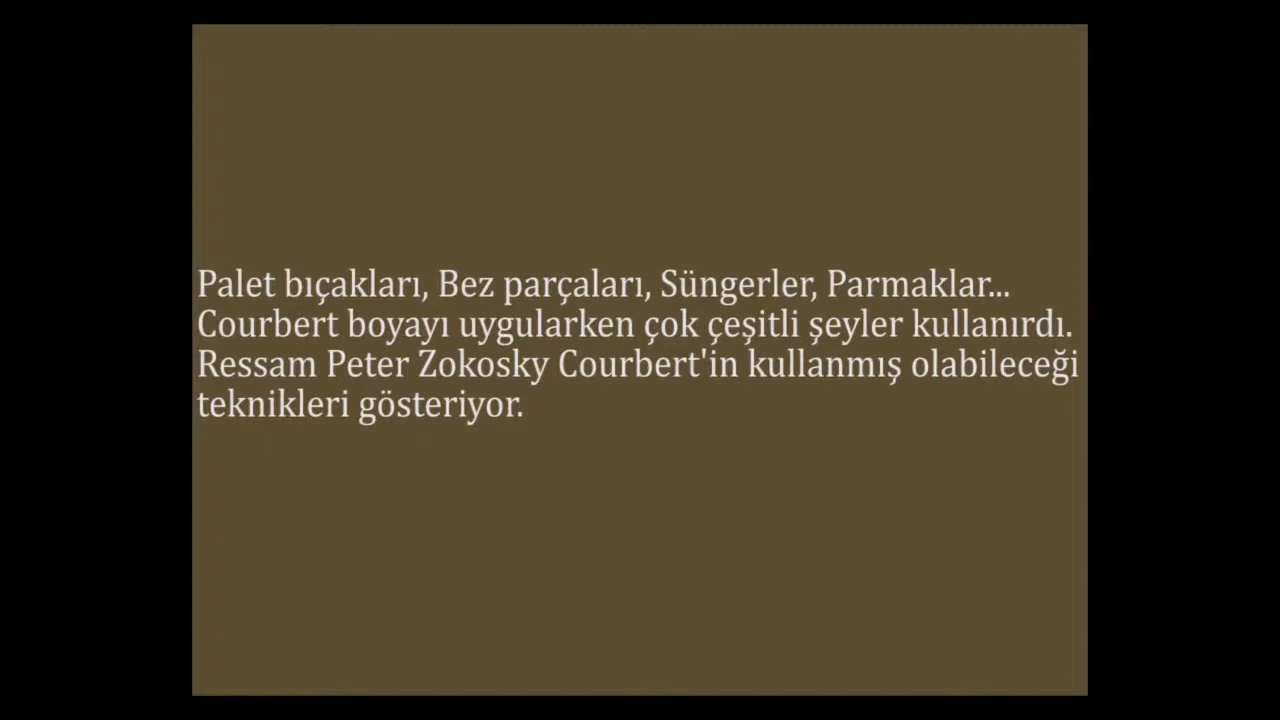 Palet bıçakları, Bez parçaları, Süngerler, Parmaklar...
Courbert boyayı uygularken çok çeşitli şeyler kullanırdı.
Ressam Peter Zokosky Courbert'in kullanmış olabileceği
teknikleri gösteriyor.